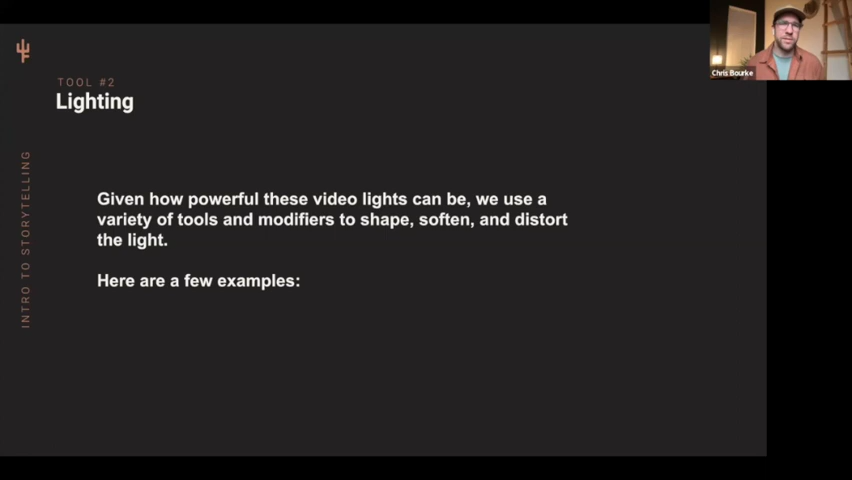 TOOL #2
Lighting
INTRO TO STORYTELLING
Given how powerful these video lights can be, we use a
variety of tools and modifiers to shape, soften, and distort
the light.
Here are a few examples:
Chris Bourke